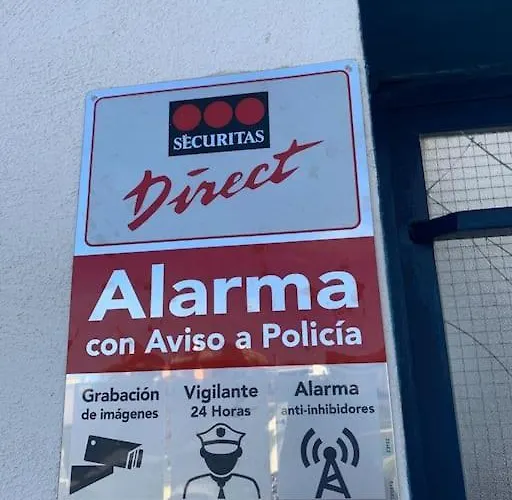 SECURITAS
Direct
Alarma
con Aviso a Policía
Grabación
de imágenes
Vigilante
24 Horas
Alarma
anti-inhibidores